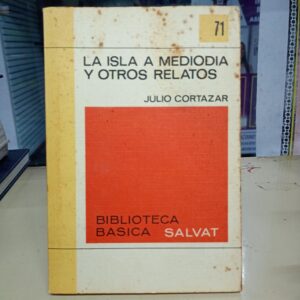 71
LA ISLA A MEDIODIA
Y OTROS RELATOS
JULIO CORTAZAR
BIBLIOTECA
BASICA SALVAT